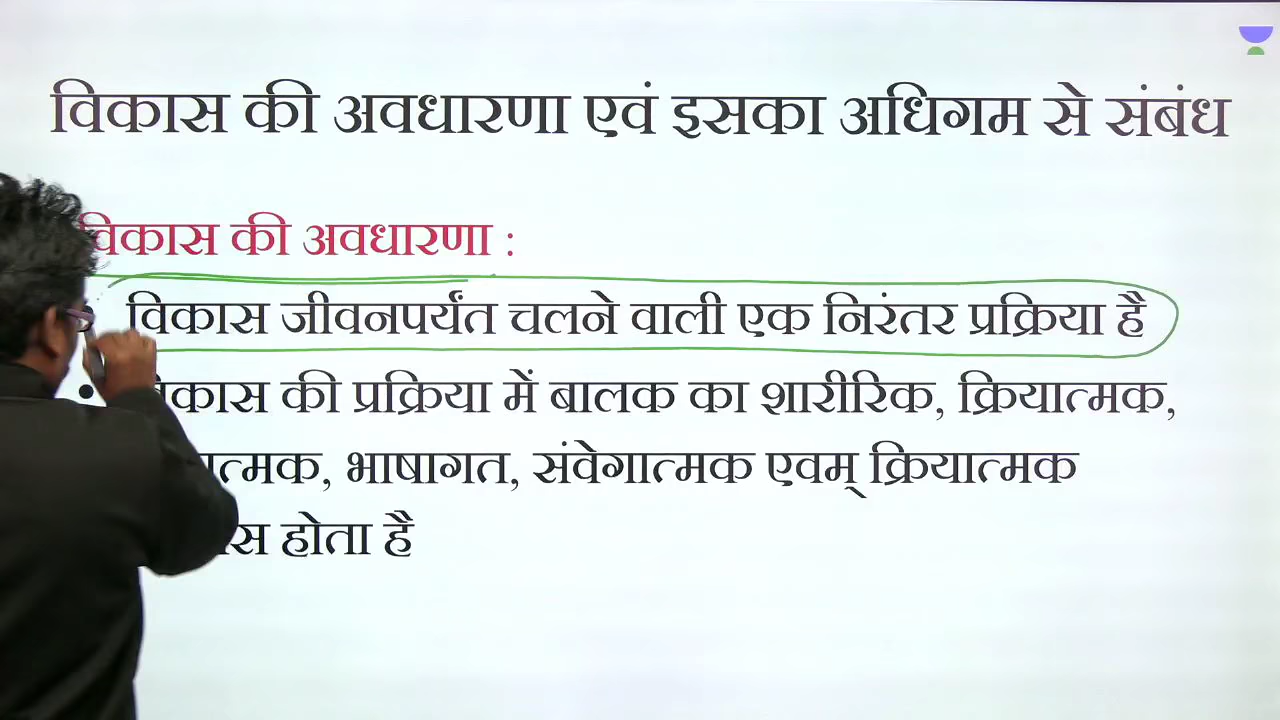 विकास की अवधारणा एवं इसका अधिगम से संबंध
विकास की अवधारणा :
विकास जीवनपर्यंत चलने वाली एक निरंतर प्रक्रिया है
विकास की प्रक्रिया में बालक का शारीरिक, क्रियात्मक,
भाषागत, संवेगात्मक एवम् क्रियात्मक
होता है